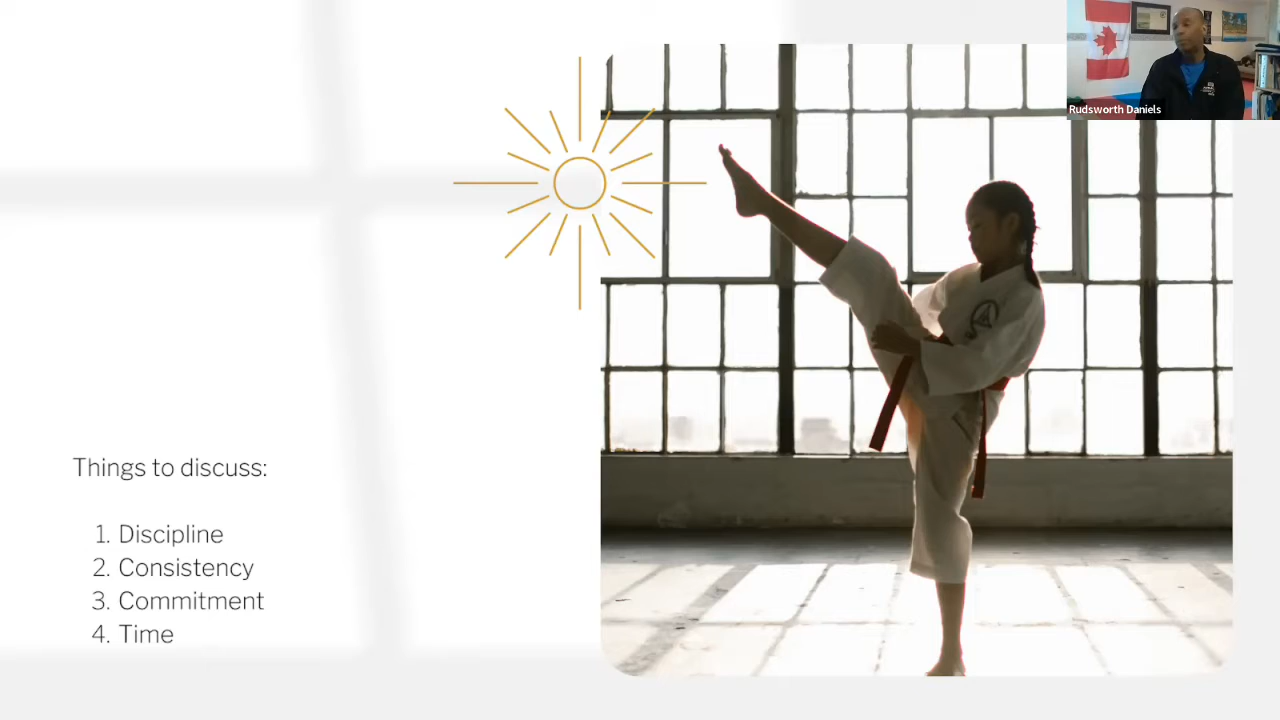 Rudsworth Daniels
Things to discuss:
1. Discipline
2. Consistency
3. Commitment
4. Time